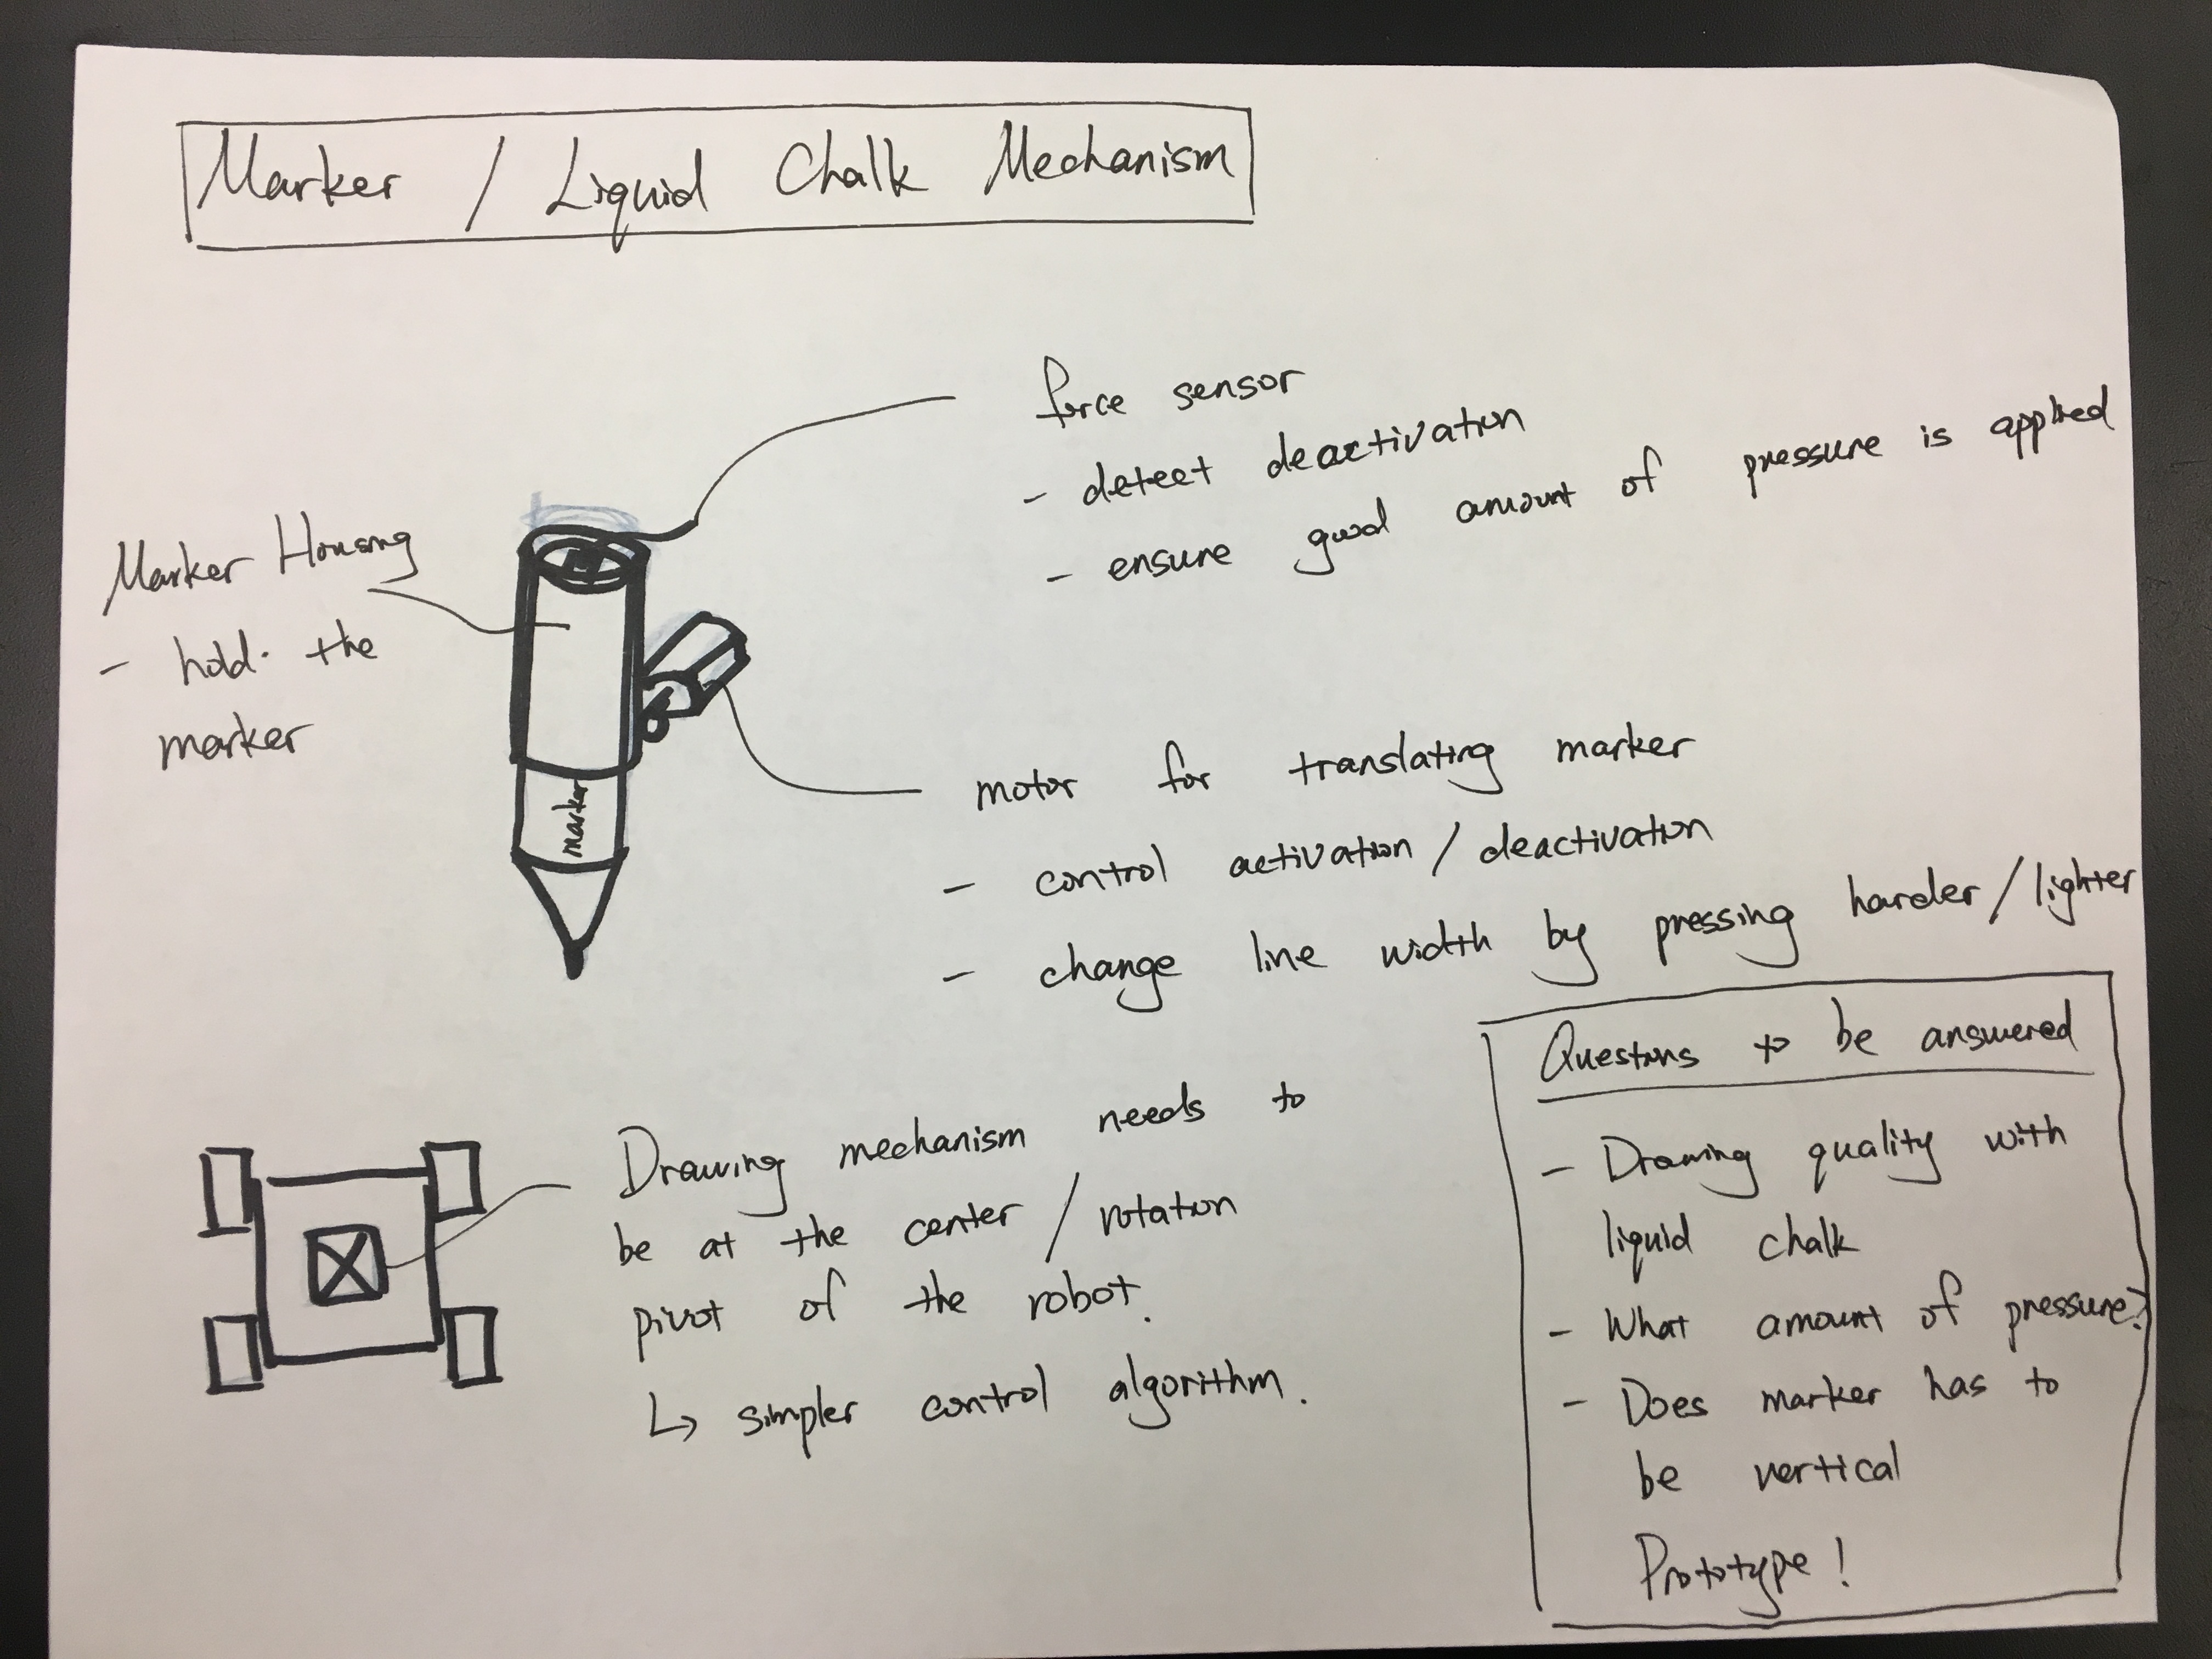 Marker / Liquid Chalk Mechanism
force sensor
- detect deactivation
- ensure good amount of pressure is applied
Marker Housing
- hold the
marker
marker
motor for translating marker
- control activation / deactivation
- change line width by pressing harder / lighter
Drawing mechanism needs to
be at the center / rotation
pivot of the robot.
↳ simpler control algorithm.
Questions to be answered
- Drawing quality with
liquid chalk
- What amount of pressure?
- Does marker has to
be vertical
Prototype!